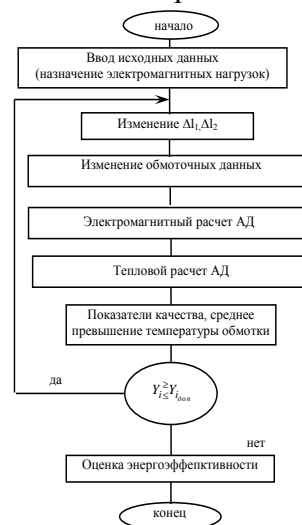 начало
Ввод исходных данных
(назначение электромагнитных нагрузок)
Изменение Δl₁,Δl₂
Изменение обмоточных данных
Электромагнитный расчет АД
Тепловой расчет АД
Показатели качества, среднее
превышение температуры обмотки
да
Yᵢ ≥≤ Yᵢ доп
нет
Оценка энергоэффепктивности
конец